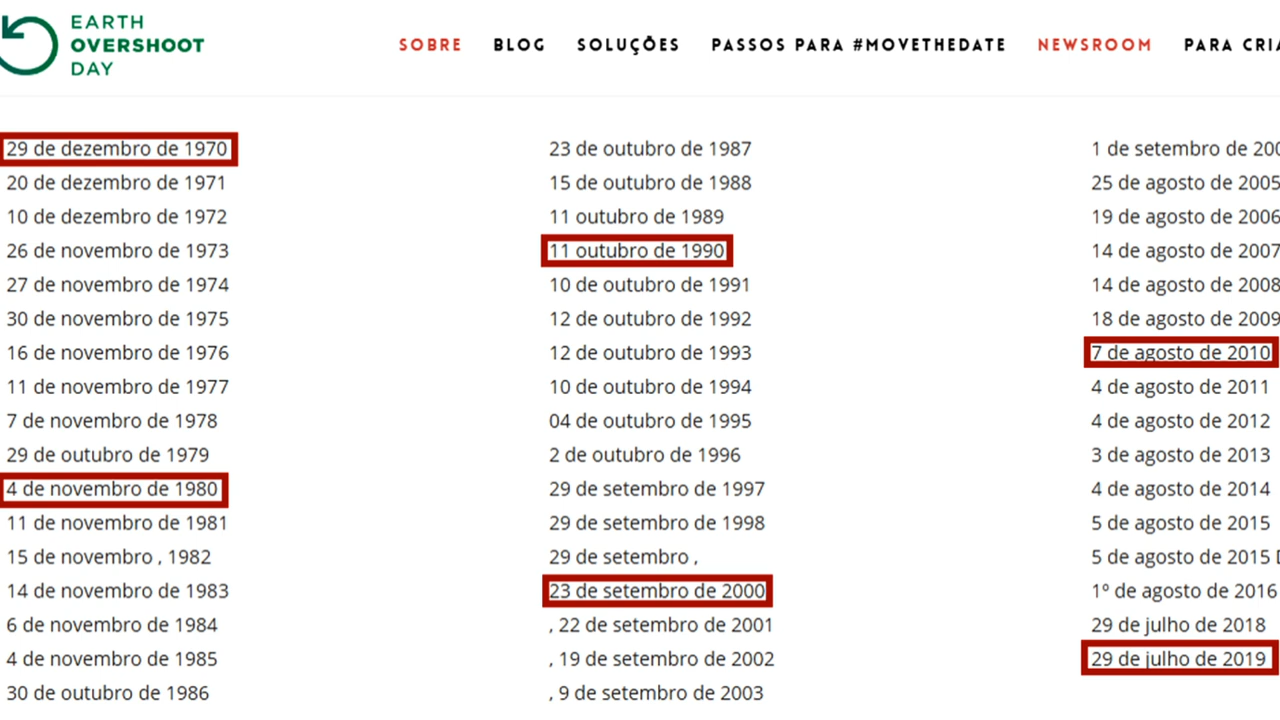 EARTH
OVERSHOOT
DAY
SOBRE BLOG SOLUÇÕES PASSOS PARA #MOVETHEDATE NEWSROOM PARA
29 de dezembro de 1970
20 de dezembro de 1971
10 de dezembro de 1972
26 de novembro de 1973
27 de novembro de 1974
30 de novembro de 1975
16 de novembro de 1976
11 de novembro de 1977
7 de novembro de 1978
29 de outubro de 1979
4 de novembro de 1980
11 de novembro de 1981
15 de novembro , 1982
14 de novembro de 1983
6 de novembro de 1984
4 de novembro de 1985
30 de outubro de 1986
23 de outubro de 1987
15 de outubro de 1988
11 outubro de 1989
11 outubro de 1990
10 de outubro de 1991
12 de outubro de 1992
12 de outubro de 1993
10 de outubro de 1994
04 de outubro de 1995
2 de outubro de 1996
29 de setembro de 1997
29 de setembro de 1998
29 de setembro ,
23 de setembro de 2000
, 22 de setembro de 2001
, 19 de setembro de 2002
, 9 de setembro de 2003
1 de setembro de
25 de agosto de 2005
19 de agosto de 2006
14 de agosto de 2007
14 de agosto de 2008
18 de agosto de 2009
7 de agosto de 2010
4 de agosto de 2011
4 de agosto de 2012
3 de agosto de 2013
4 de agosto de 2014
5 de agosto de 2015
5 de agosto de 2015
1º de agosto de 2016
29 de julho de 2018
29 de julho de 2019